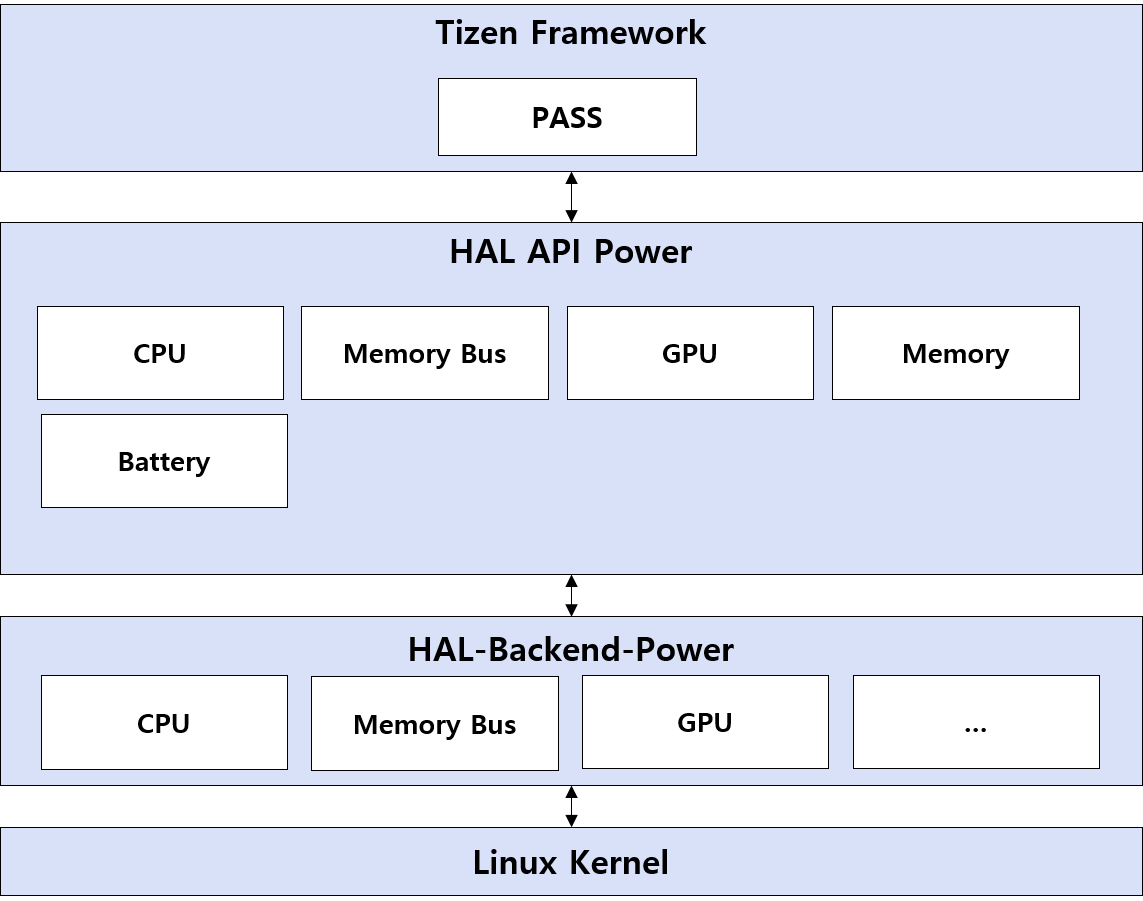 Tizen Framework
PASS
HAL API Power
CPU
Memory Bus
GPU
Memory
Battery
HAL-Backend-Power
CPU
Memory Bus
GPU
...
Linux Kernel